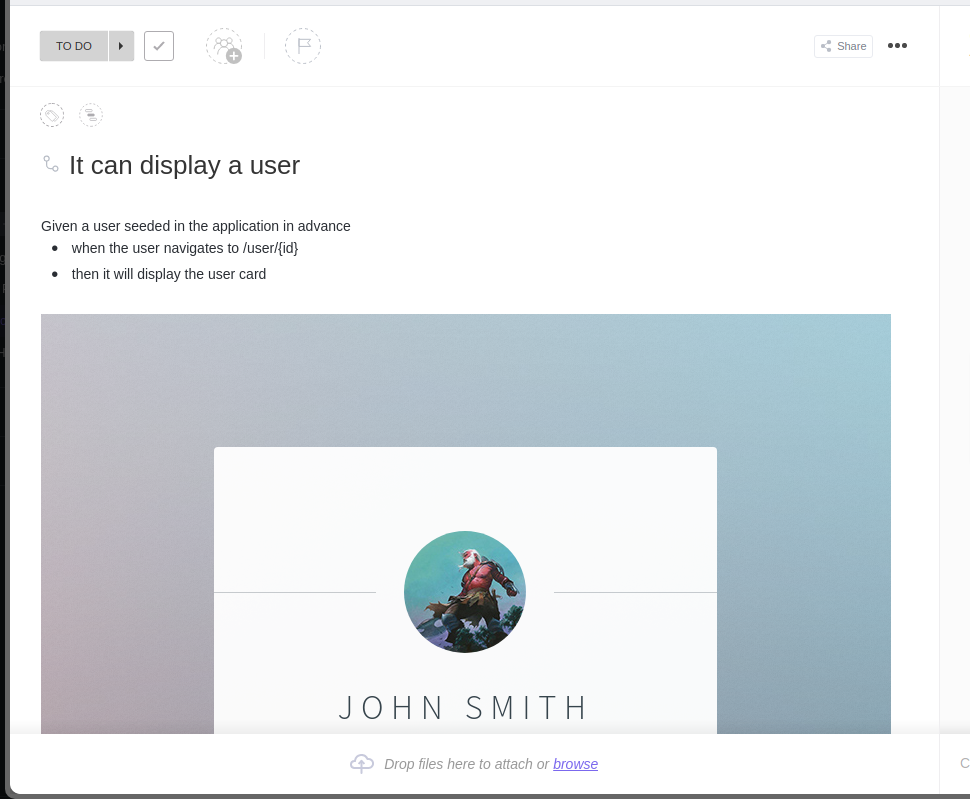 TO DO
Share
It can display a user
Given a user seeded in the application in advance
when the user navigates to /user/{id}
then it will display the user card
JOHN SMITH
Drop files here to attach or browse
C